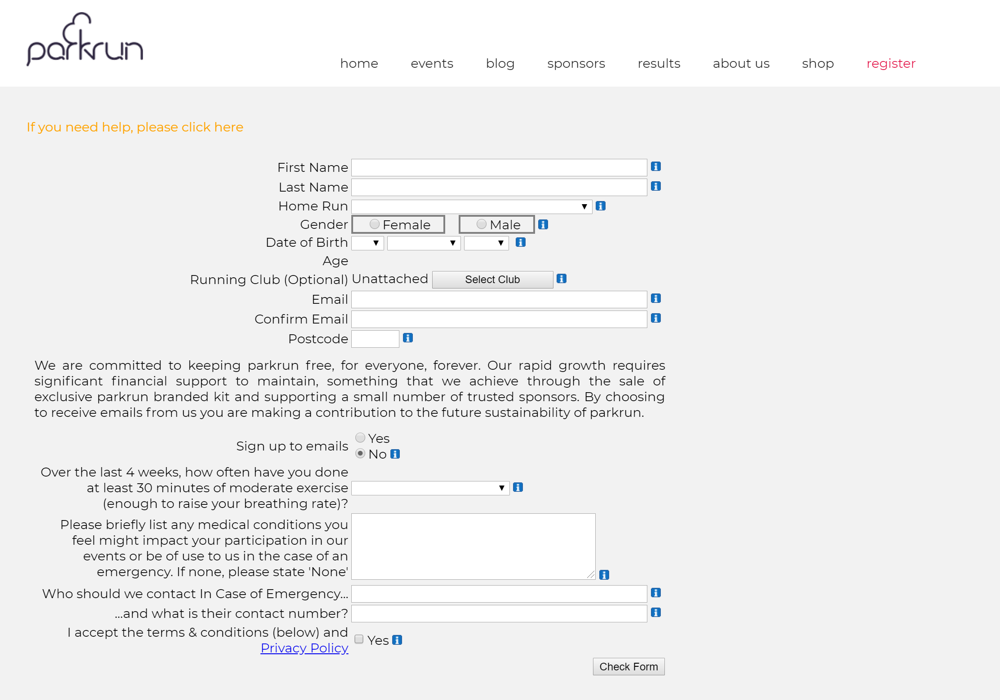 parkrun
home events blog sponsors results about us shop register
If you need help, please click here
First Name
Last Name
Home Run
Gender Female Male
Date of Birth
Age
Running Club (Optional) Unattached Select Club
Email
Confirm Email
Postcode
We are committed to keeping parkrun free, for everyone, forever. Our rapid growth requires
significant financial support to maintain, something that we achieve through the sale of
exclusive parkrun branded kit and supporting a small number of trusted sponsors. By choosing
to receive emails from us you are making a contribution to the future sustainability of parkrun.
Sign up to emails
Yes
No
Over the last 4 weeks, how often have you done
at least 30 minutes of moderate exercise
(enough to raise your breathing rate)?
Please briefly list any medical conditions you
feel might impact your participation in our
events or be of use to us in the case of an
emergency. If none, please state 'None'
Who should we contact In Case of Emergency...
...and what is their contact number?
I accept the terms & conditions (below) and
Privacy Policy
Yes
Check Form